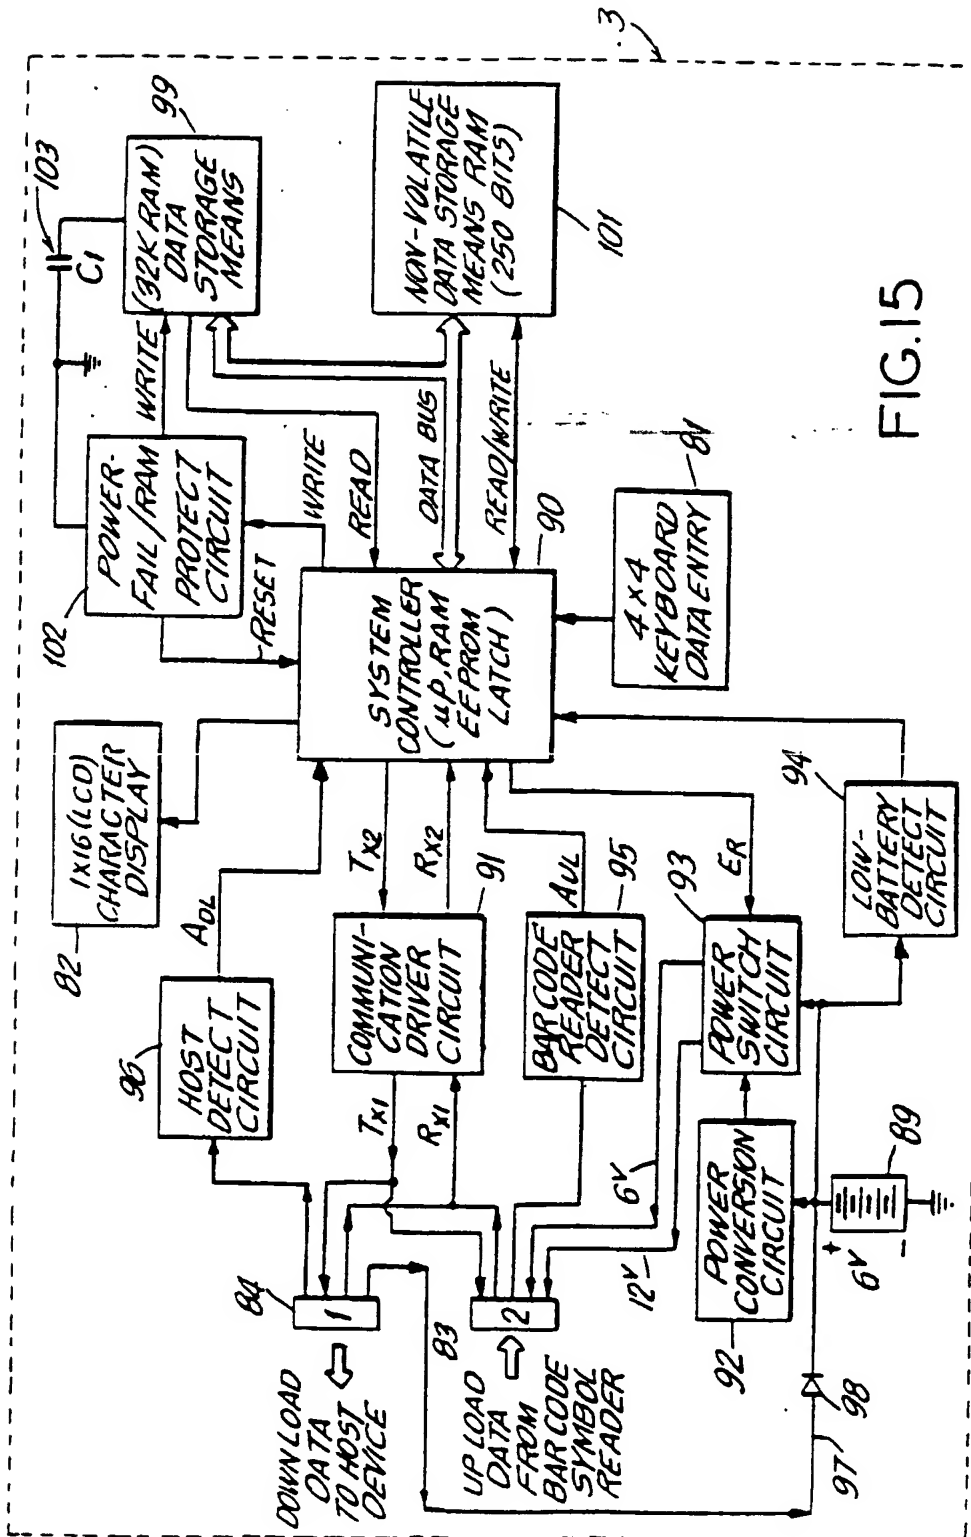 3
103
C1
99
(32K RAM)
DATA
STORAGE
MEANS
NON-VOLATILE
DATA STORAGE
MEANS RAM
(250 BITS)
101
102
POWER-
FAIL/RAM
PROTECT
CIRCUIT
WRITE
RESET
WRITE
READ
DATA BUS
READ/WRITE
90
SYSTEM
CONTROLLER
(µP, RAM
EEPROM
LATCH)
4x4
KEYBOARD
DATA ENTRY
81
82
1x16(LCD)
CHARACTER
DISPLAY
ADL
96
HOST
DETECT
CIRCUIT
TX2
RX2
COMMUNI-
CATION
DRIVER
CIRCUIT
91
TX1
RX1
AUL
BAR CODE
READER
DETECT
CIRCUIT
95
ER
93
POWER
SWITCH
CIRCUIT
94
LOW-
BATTERY
DETECT
CIRCUIT
6V
12V
84
1
DOWN LOAD
DATA
TO HOST
DEVICE
83
2
UP LOAD
DATA
FROM
BAR CODE
SYMBOL
READER
92
POWER
CONVERSION
CIRCUIT
89
+
6V
-
98
97
FIG.15